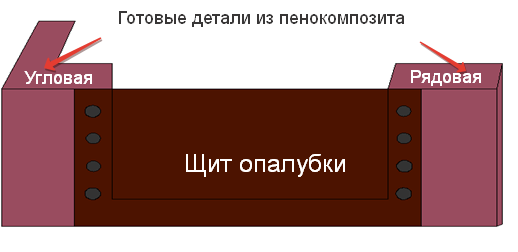 Готовые детали из пенокомпозита
Угловая
Рядовая
Щит опалубки